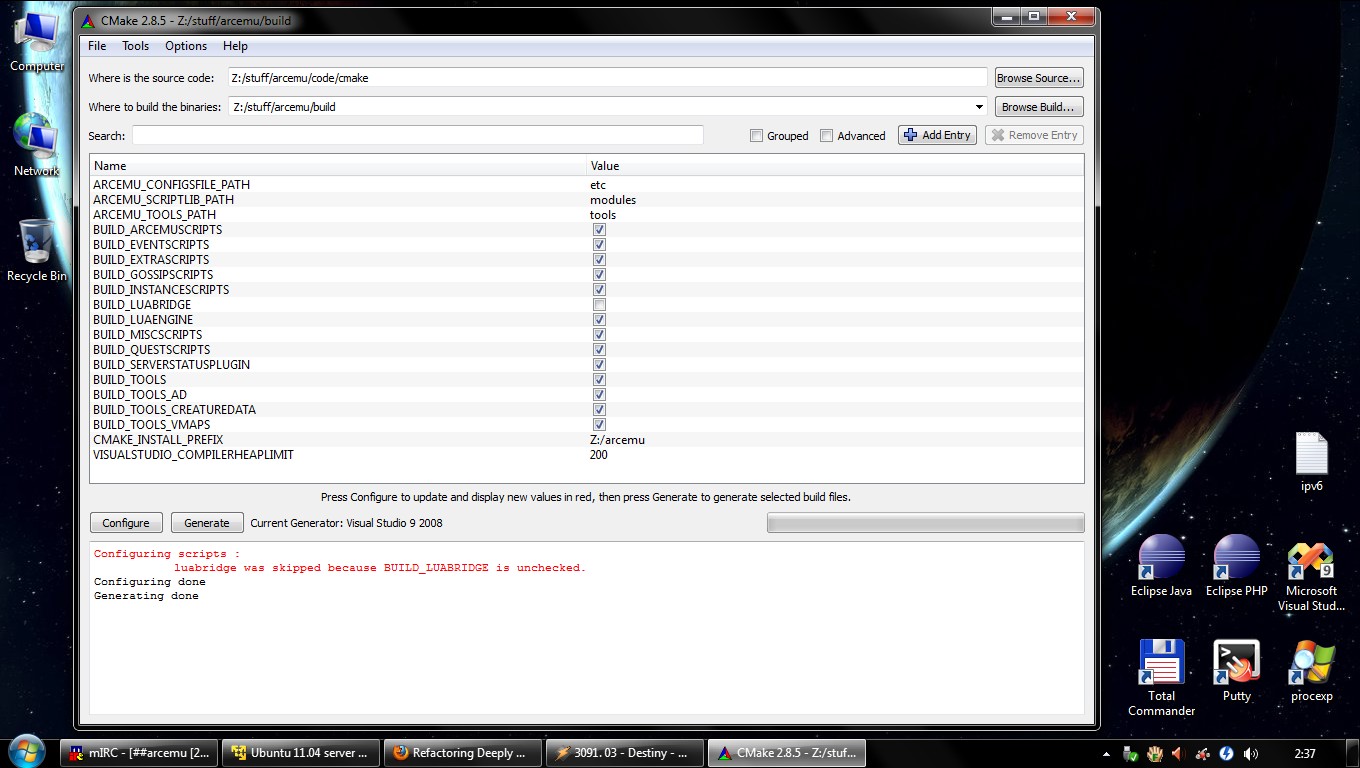 CMake 2.8.5 - Z:/stuff/arcemu/build
File Tools Options Help
Where is the source code: Z:/stuff/arcemu/code/cmake Browse Source...
Where to build the binaries: Z:/stuff/arcemu/build Browse Build...
Search: Grouped Advanced Add Entry Remove Entry
Name Value
ARCEMU_CONFIGSFILE_PATH etc
ARCEMU_SCRIPTLIB_PATH modules
ARCEMU_TOOLS_PATH tools
BUILD_ARCEMUSCRIPTS
BUILD_EVENTSCRIPTS
BUILD_EXTRASCRIPTS
BUILD_GOSSIPSCRIPTS
BUILD_INSTANCESCRIPTS
BUILD_LUABRIDGE
BUILD_LUAENGINE
BUILD_MISCSCRIPTS
BUILD_QUESTSCRIPTS
BUILD_SERVERSTATUSPLUGIN
BUILD_TOOLS
BUILD_TOOLS_AD
BUILD_TOOLS_CREATUREDATA
BUILD_TOOLS_VMAPS
CMAKE_INSTALL_PREFIX Z:/arcemu
VISUALSTUDIO_COMPILERHEAPLIMIT 200
Press Configure to update and display new values in red, then press Generate to generate selected build files.
Configure Generate Current Generator: Visual Studio 9 2008
Configuring scripts :
luabridge was skipped because BUILD_LUABRIDGE is unchecked.
Configuring done
Generating done
Computer
Network
Recycle Bin
ipv6
Eclipse Java
Eclipse PHP
9
Microsoft
Visual Stud...
Total
Commander
Putty
procexp
mIRC - [##arcemu [2...
Ubuntu 11.04 server ...
Refactoring Deeply ...
3091. 03 - Destiny - ...
CMake 2.8.5 - Z:/stuf...
2:37